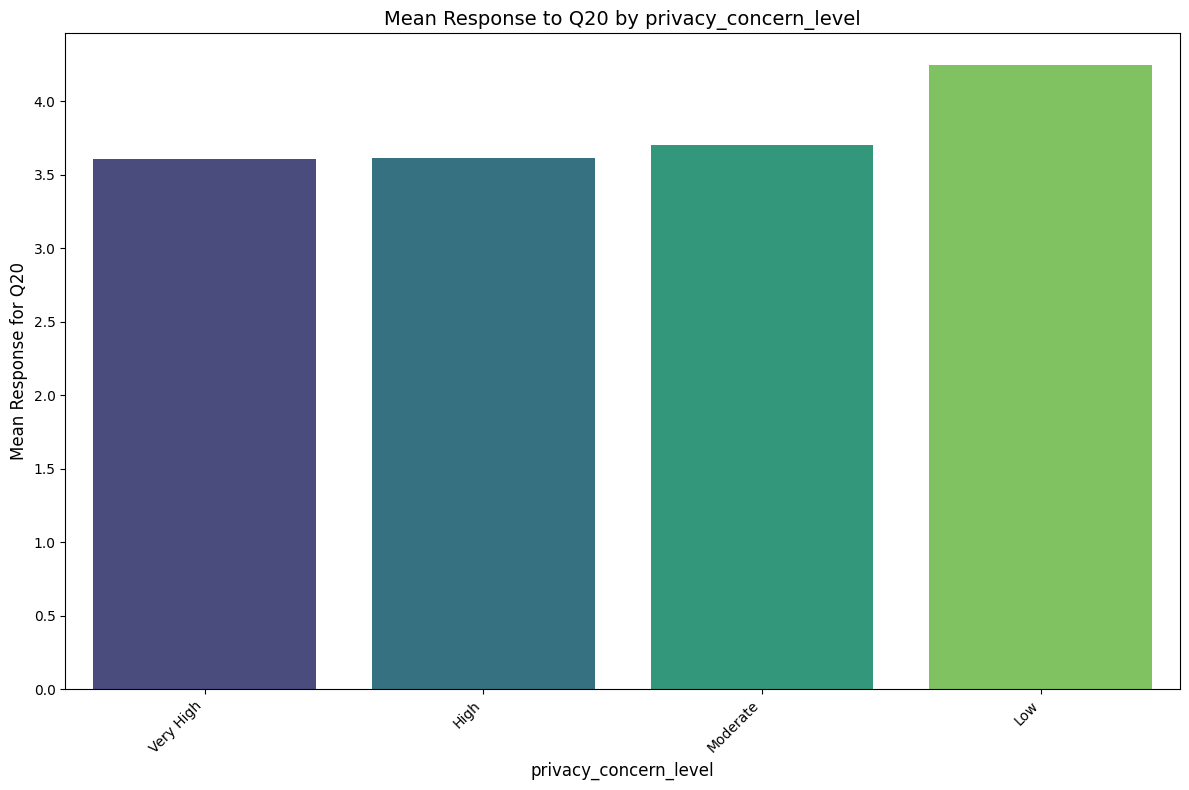 Mean Response to Q20 by privacy_concern_level
Mean Response for Q20
4.0
3.5
3.0
2.5
2.0
1.5
1.0
0.5
0.0
Very High
High
Moderate
Low
privacy_concern_level